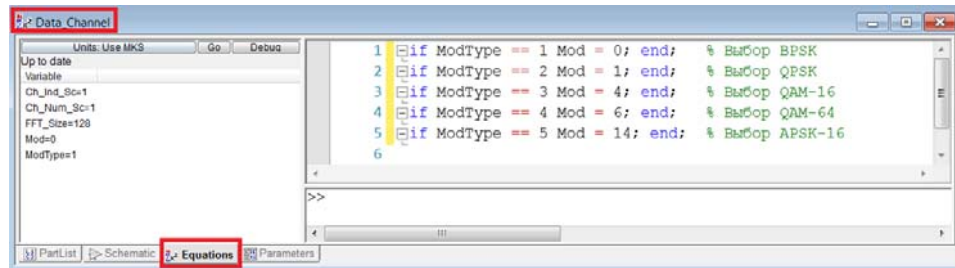 Data_Channel
Units: Use MKS Go Debug
Up to date
Variable
Ch_Ind_Sc=1
Ch_Num_Sc=1
FFT_Size=128
Mod=0
ModType=1
1 if ModType == 1 Mod = 0; end; % Выбор BPSK
2 if ModType == 2 Mod = 1; end; % Выбор QPSK
3 if ModType == 3 Mod = 4; end; % Выбор QAM-16
4 if ModType == 4 Mod = 6; end; % Выбор QAM-64
5 if ModType == 5 Mod = 14; end; % Выбор APSK-16
6
>>
PartList Schematic Equations Parameters